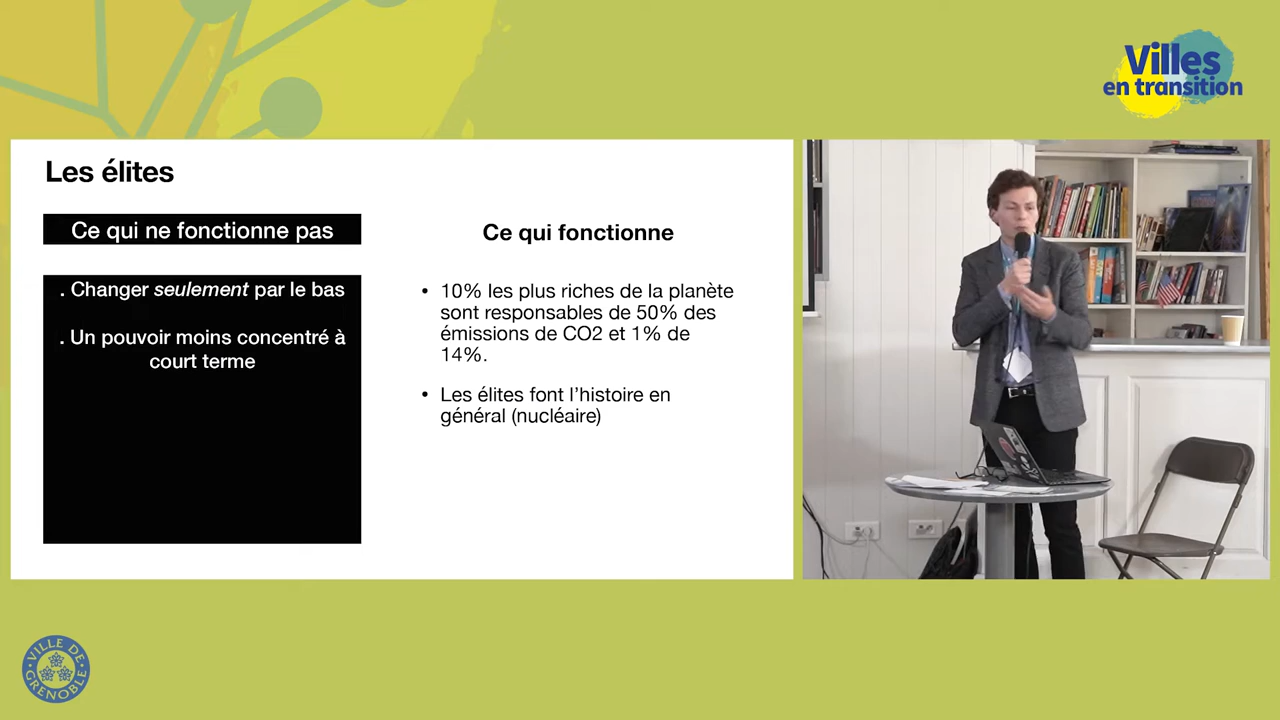 Villes
en transition
Les élites
Ce qui ne fonctionne pas
Ce qui fonctionne
. Changer seulement par le bas
. Un pouvoir moins concentré à
court terme
• 10% les plus riches de la planète
sont responsables de 50% des
émissions de CO2 et 1% de
14%.
• Les élites font l’histoire en
général (nucléaire)
VILLE DE
GRENOBLE